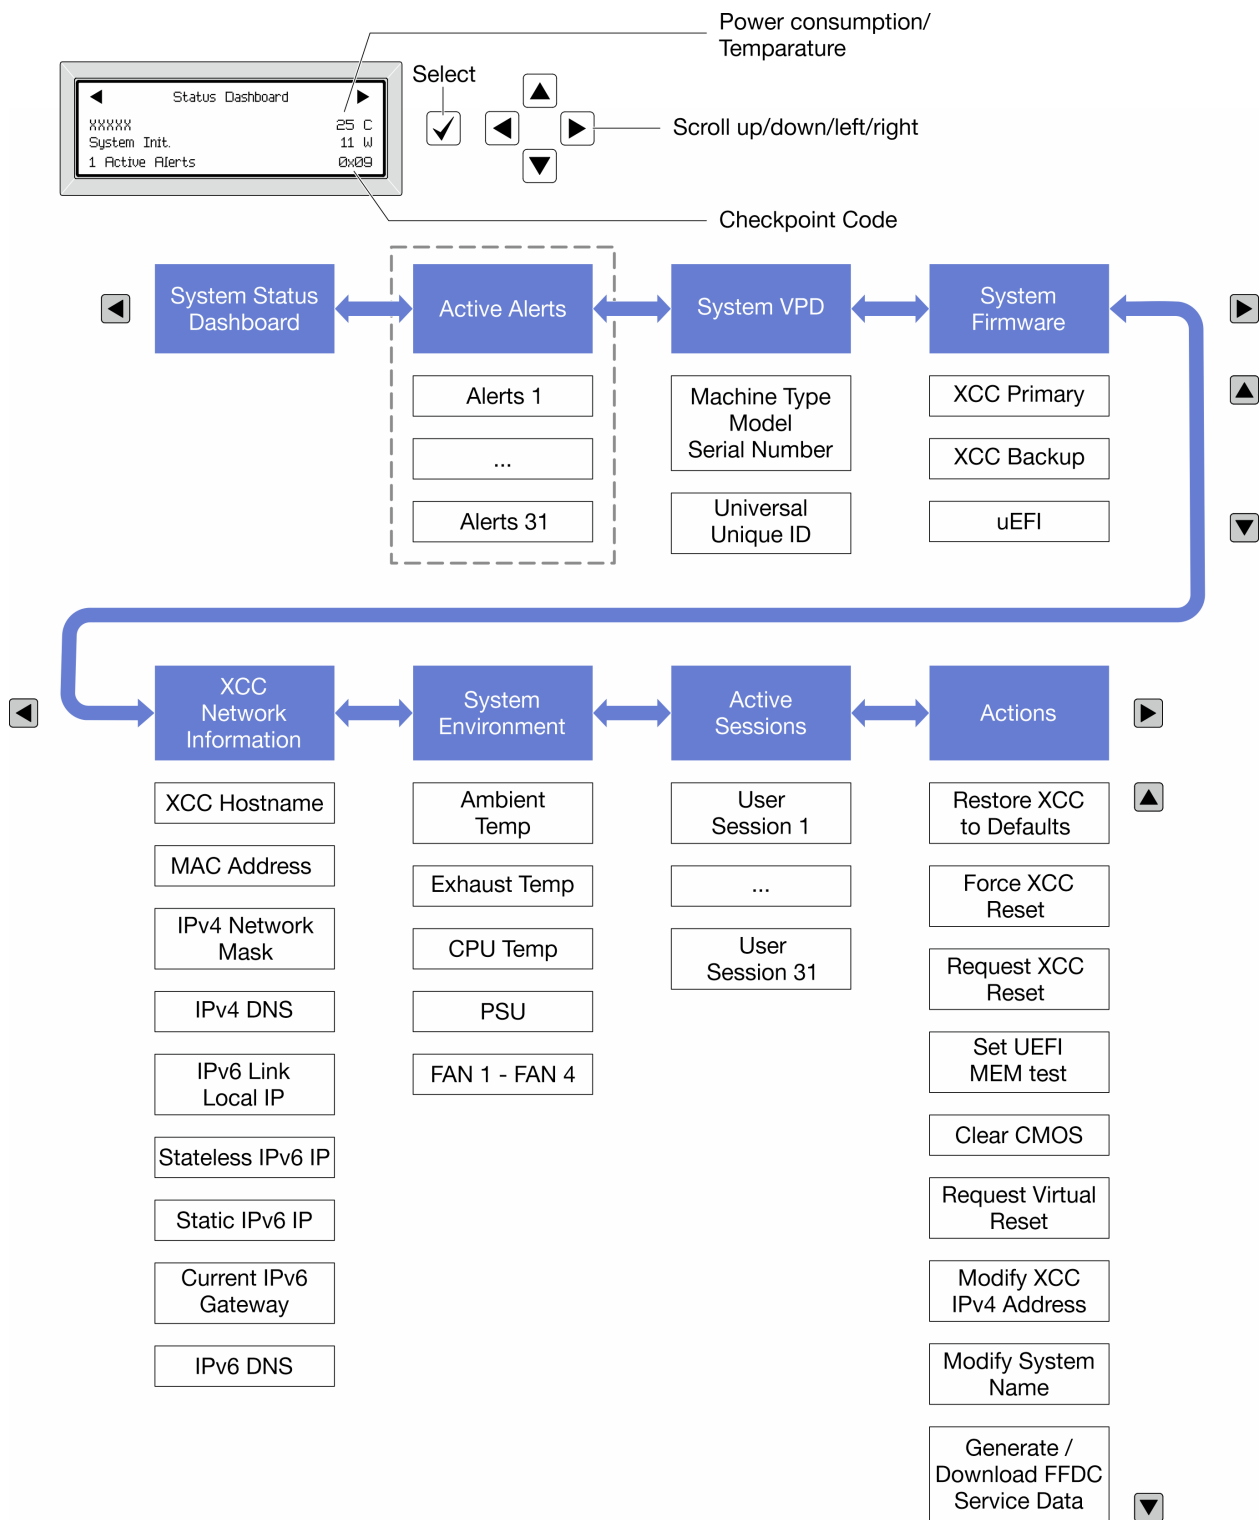 Power consumption/
Temparature
Select
Status Dashboard
XXXXX 25 C
System Init. 11 W
1 Active Alerts 0x09
Scroll up/down/left/right
Checkpoint Code
System Status
Dashboard
Active Alerts
Alerts 1
...
Alerts 31
System VPD
Machine Type
Model
Serial Number
Universal
Unique ID
System
Firmware
XCC Primary
XCC Backup
uEFI
XCC
Network
Information
XCC Hostname
MAC Address
IPv4 Network
Mask
IPv4 DNS
IPv6 Link
Local IP
Stateless IPv6 IP
Static IPv6 IP
Current IPv6
Gateway
IPv6 DNS
System
Environment
Ambient
Temp
Exhaust Temp
CPU Temp
PSU
FAN 1 - FAN 4
Active
Sessions
User
Session 1
...
User
Session 31
Actions
Restore XCC
to Defaults
Force XCC
Reset
Request XCC
Reset
Set UEFI
MEM test
Clear CMOS
Request Virtual
Reset
Modify XCC
IPv4 Address
Modify System
Name
Generate /
Download FFDC
Service Data